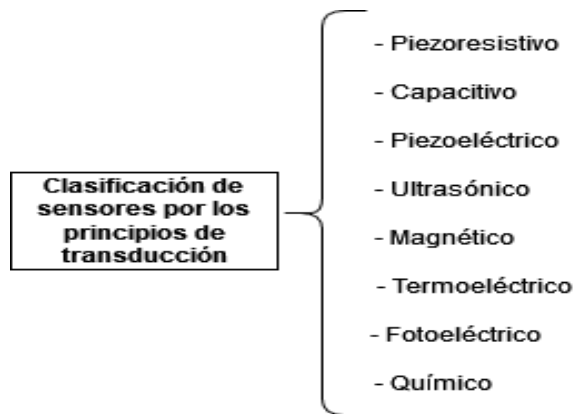 Clasificación de
sensores por los
principios de
transducción
- Piezoresistivo
- Capacitivo
- Piezoeléctrico
- Ultrasónico
- Magnético
- Termoeléctrico
- Fotoeléctrico
- Químico